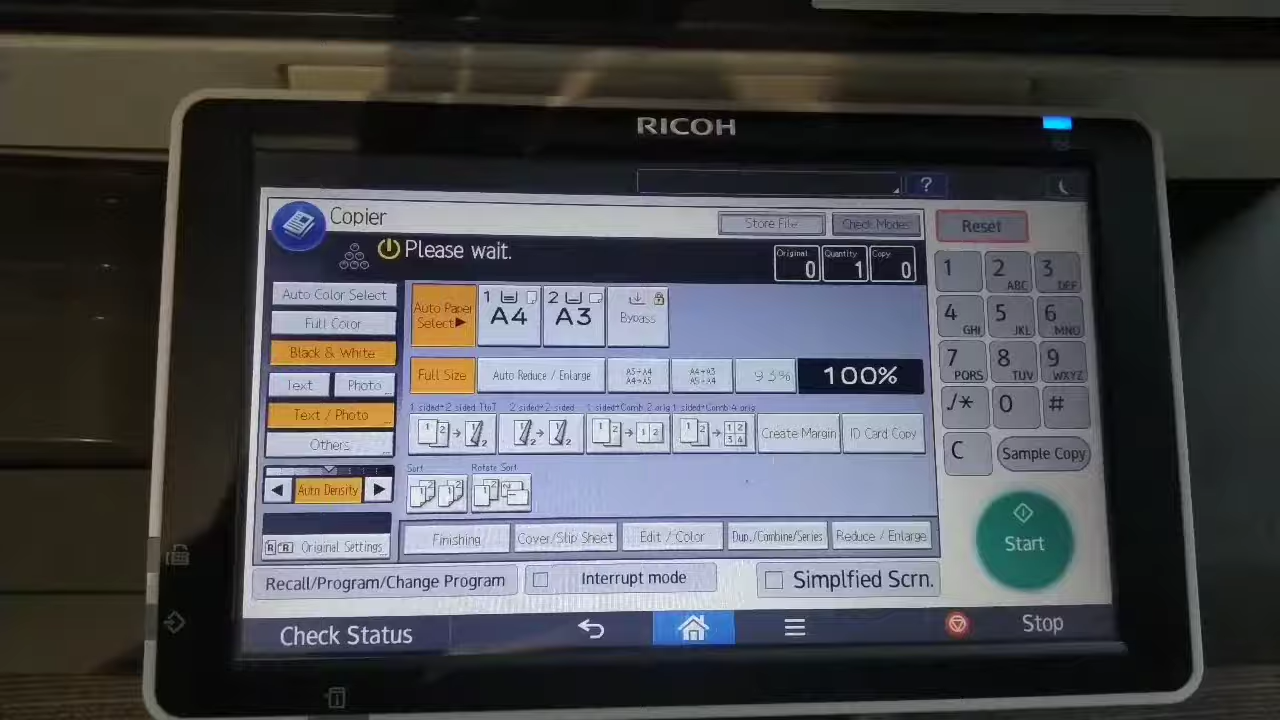 RICOH
?
Copier
Store File
Check Modes
Reset
Please wait.
Original 0
Quantity 1
Copy 0
1
2 ABC
3 DEF
Auto Color Select
Auto Paper Select▶
1 A4
2 A3
Bypass
Full Color
4 GHI
5 JKL
6 MNO
Black & White
Full Size
Auto Reduce / Enlarge
A3→A4
A4→A5
A4→A3
A5→A4
93%
100%
7 PQRS
8 TUV
9 WXYZ
Text
Photo
./*
0
#
Text / Photo
1 sided→2 sided TtoT
2 sided→2 sided
1 sided→Comb 2 orig
1 sided→Comb 4 orig
Others
Create Margin
ID Card Copy
C
Sample Copy
Sort
Rotate Sort
Auto Density
Start
Original Settings
Finishing
Cover/Slip Sheet
Edit / Color
Dup./Combine/Series
Reduce / Enlarge
Recall/Program/Change Program
Interrupt mode
Simplfied Scrn.
Check Status
Stop